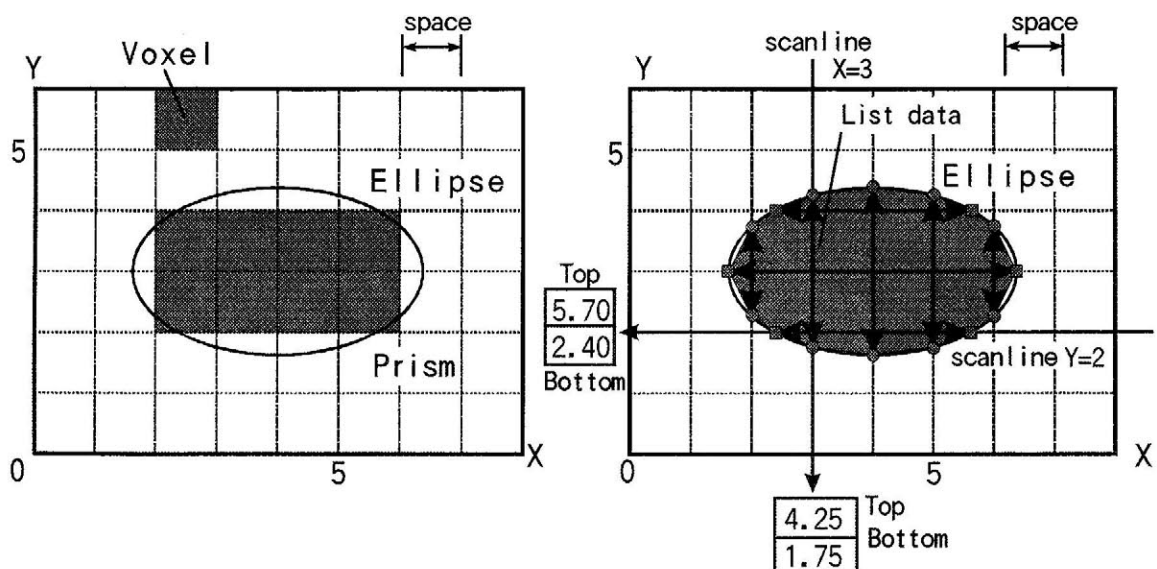 space
Voxel
Y
5
Ellipse
Prism
0
5
X
space
scanline
X=3
Y
List data
5
Ellipse
Top
5.70
2.40
Bottom
scanline Y=2
0
5
X
4.25
1.75
Top
Bottom